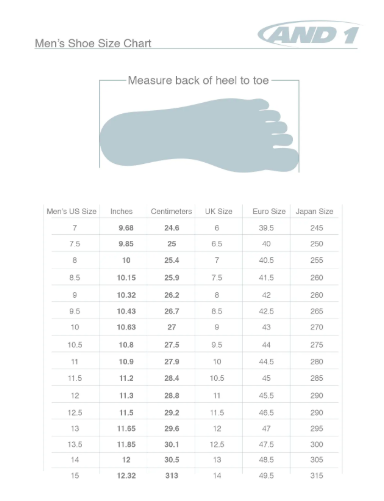 AND 1
Men's Shoe Size Chart
Measure back of heel to toe
Men's US Size Inches Centimeters UK Size Euro Size Japan Size
7 9.68 24.6 6 39.5 245
7.5 9.85 25 6.5 40 250
8 10 25.4 7 40.5 255
8.5 10.15 25.9 7.5 41.5 260
9 10.32 26.2 8 42 260
9.5 10.43 26.7 8.5 42.5 265
10 10.63 27 9 43 270
10.5 10.8 27.5 9.5 44 275
11 10.9 27.9 10 44.5 280
11.5 11.2 28.4 10.5 45 285
12 11.3 28.8 11 45.5 290
12.5 11.5 29.2 11.5 46.5 290
13 11.65 29.6 12 47 295
13.5 11.85 30.1 12.5 47.5 300
14 12 30.5 13 48.5 305
15 12.32 313 14 49.5 315